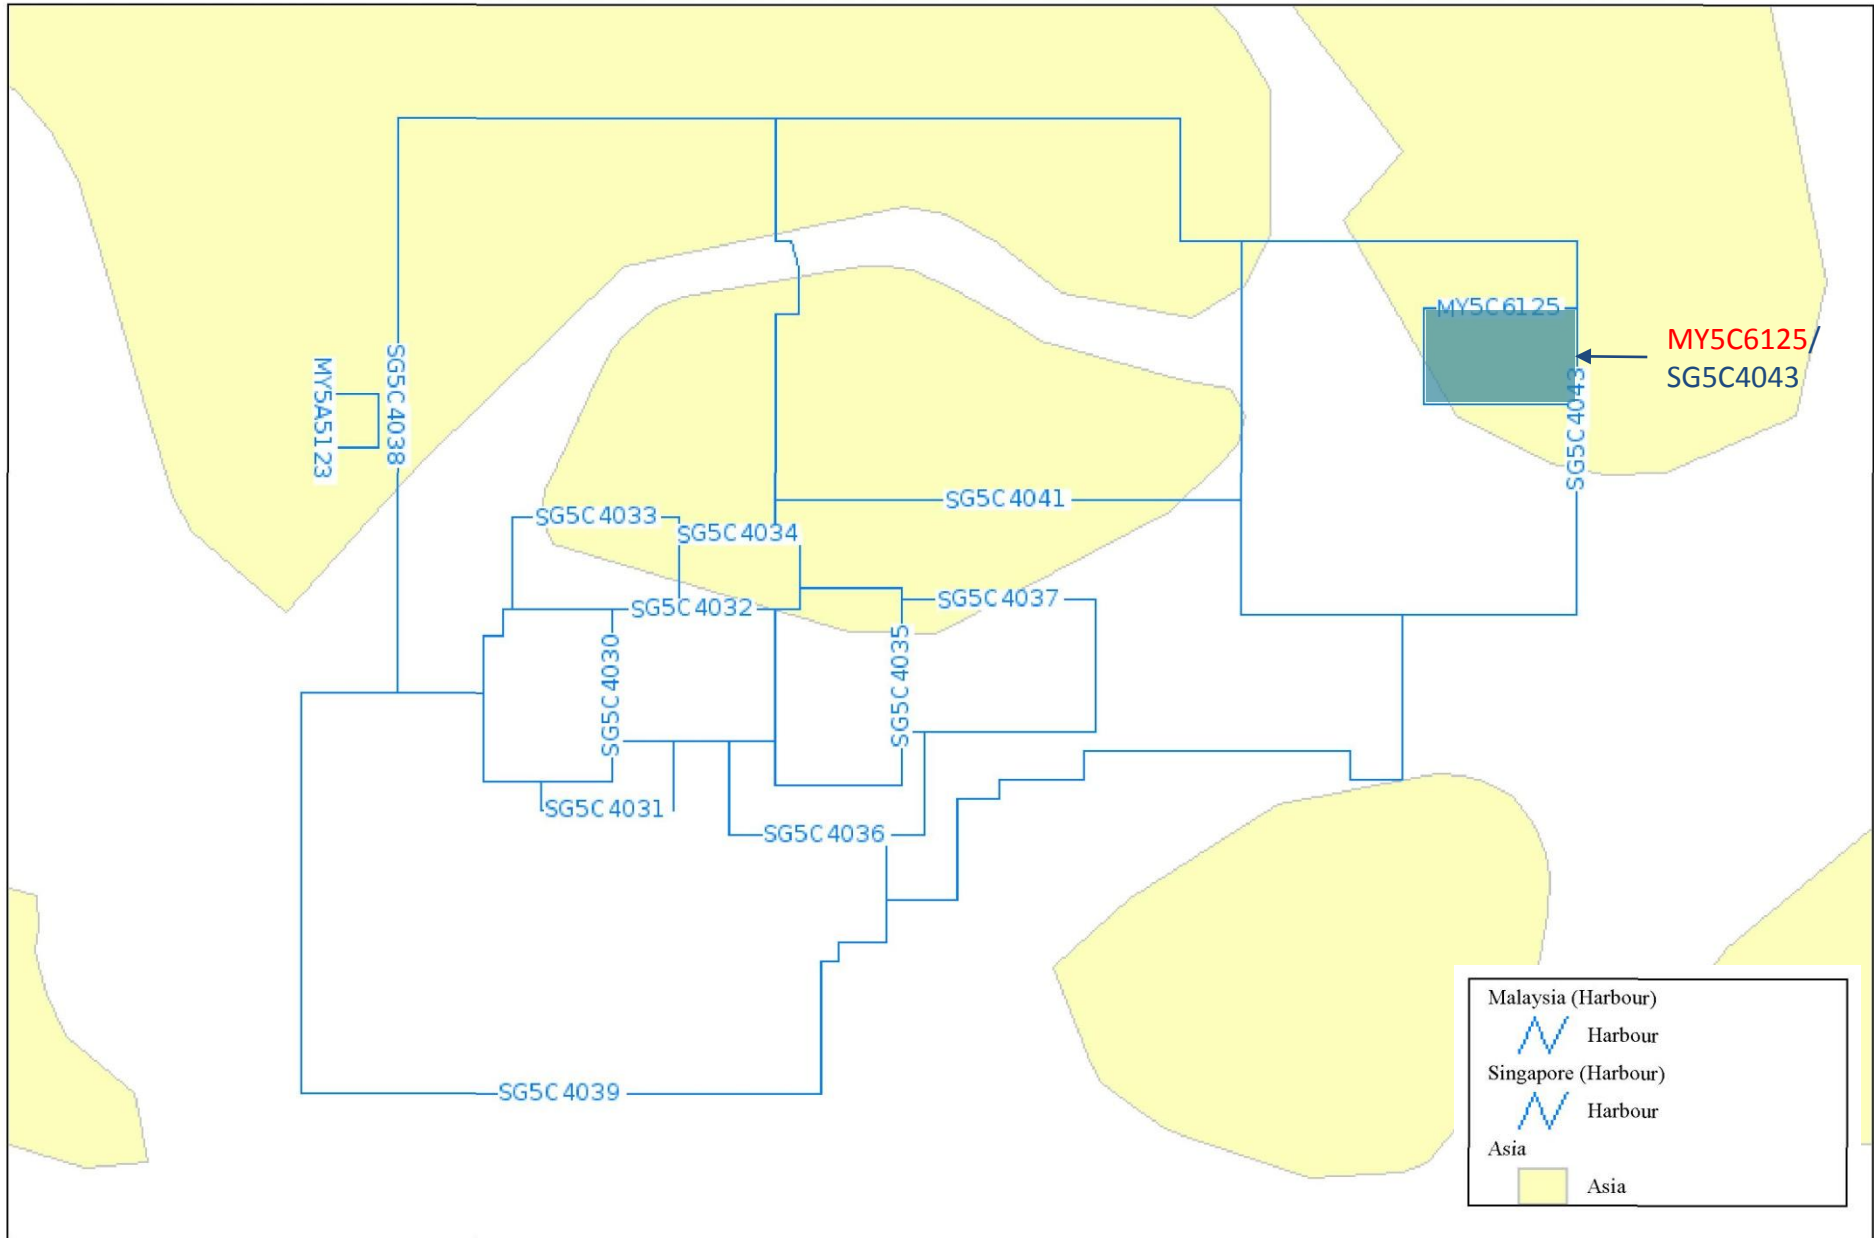 MY5C6125
MY5C6125/
SG5C4043
SG5C4043
SG5C4038
MY5A5123
SG5C4041
SG5C4033
SG5C4034
SG5C4032
SG5C4037
SG5C4030
SG5C4035
SG5C4031
SG5C4036
SG5C4039
Malaysia (Harbour)
Harbour
Singapore (Harbour)
Harbour
Asia
Asia